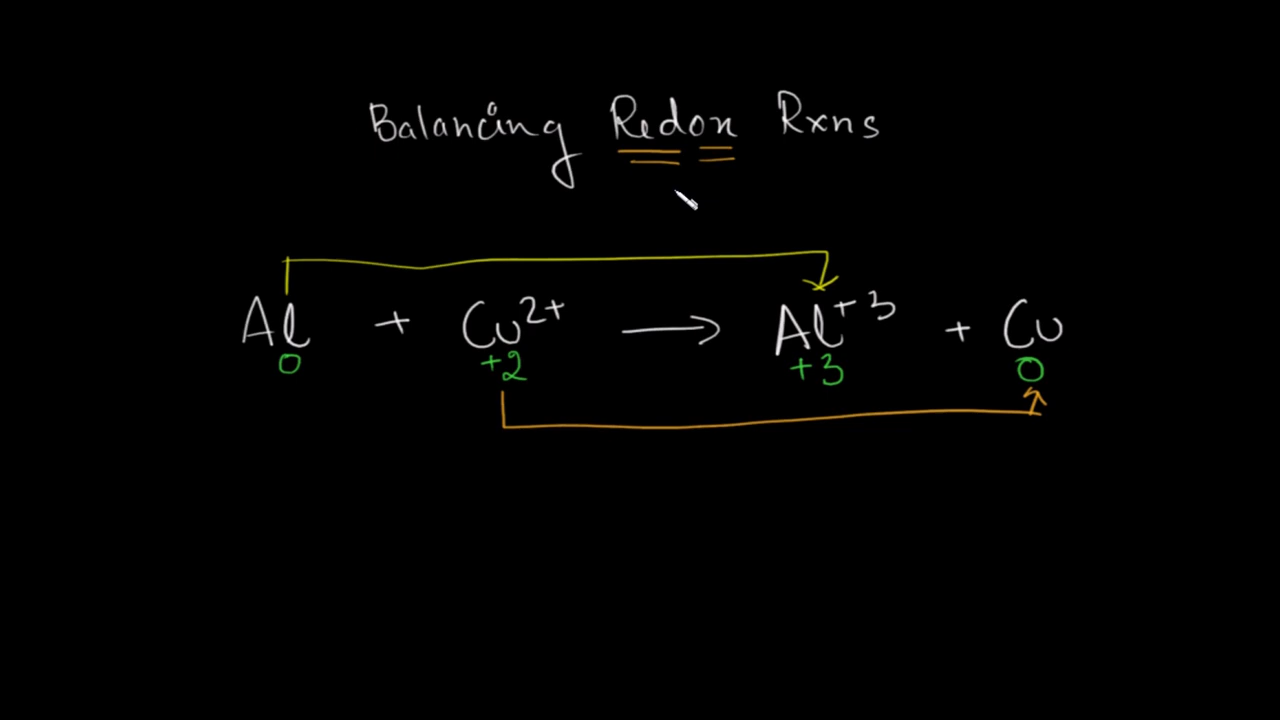 Balancing Redox Rxns
Al + Cu²⁺ ⟶ Al⁺³ + Cu
0 +2 +3 0